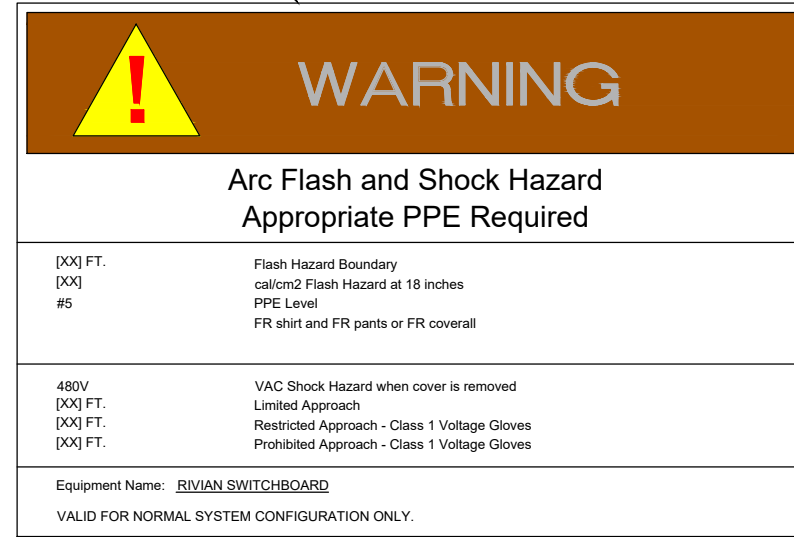 !
WARNING
Arc Flash and Shock Hazard
Appropriate PPE Required
[XX] FT. Flash Hazard Boundary
[XX] cal/cm2 Flash Hazard at 18 inches
#5 PPE Level
FR shirt and FR pants or FR coverall
480V VAC Shock Hazard when cover is removed
[XX] FT. Limited Approach
[XX] FT. Restricted Approach - Class 1 Voltage Gloves
[XX] FT. Prohibited Approach - Class 1 Voltage Gloves
Equipment Name: RIVIAN SWITCHBOARD
VALID FOR NORMAL SYSTEM CONFIGURATION ONLY.